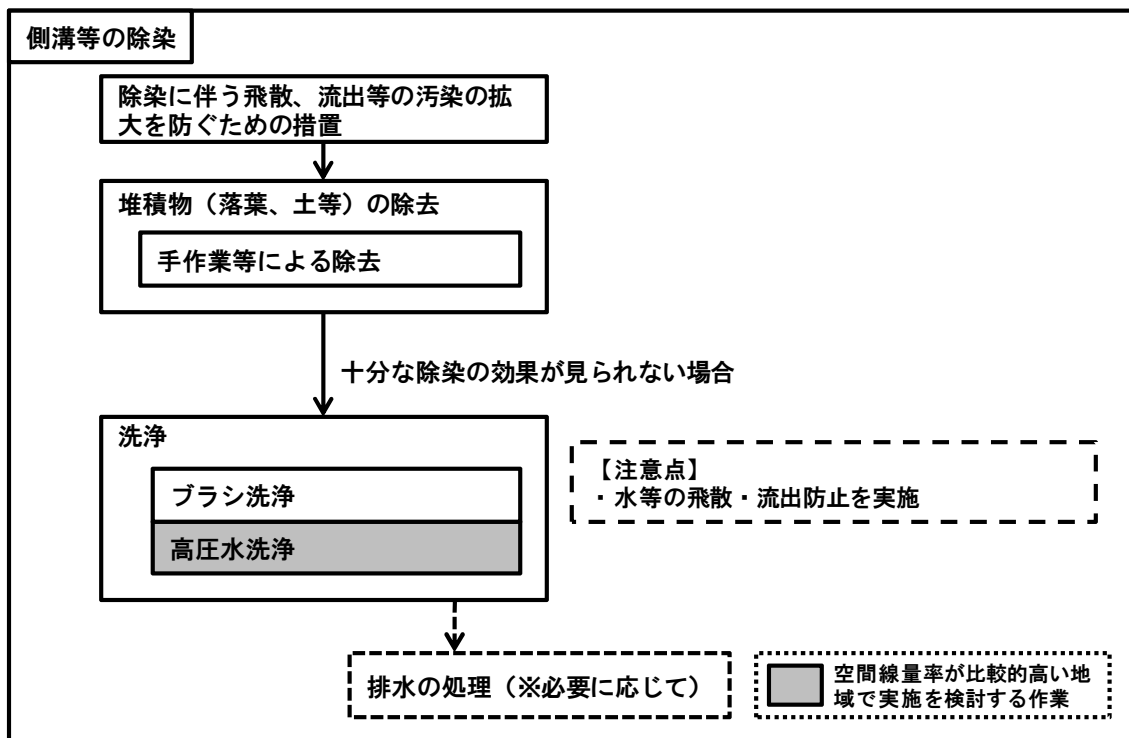 側溝等の除染
除染に伴う飛散、流出等の汚染の拡
大を防ぐための措置
堆積物（落葉、土等）の除去
手作業等による除去
十分な除染の効果が見られない場合
洗浄
ブラシ洗浄
高圧水洗浄
【注意点】
・水等の飛散・流出防止を実施
排水の処理（※必要に応じて）
空間線量率が比較的高い地
域で実施を検討する作業